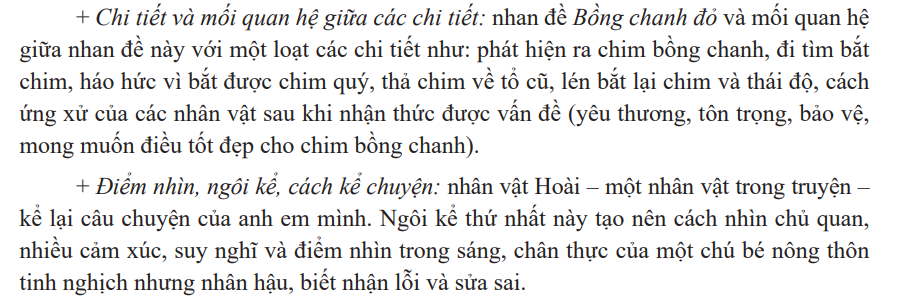 + Chi tiết và mối quan hệ giữa các chi tiết: nhan đề Bồng chanh đỏ và mối quan hệ
giữa nhan đề này với một loạt các chi tiết như: phát hiện ra chim bồng chanh, đi tìm bắt
chim, háo hức vì bắt được chim quý, thả chim về tổ cũ, lén bắt lại chim và thái độ, cách
ứng xử của các nhân vật sau khi nhận thức được vấn đề (yêu thương, tôn trọng, bảo vệ,
mong muốn điều tốt đẹp cho chim bồng chanh).
+ Điểm nhìn, ngôi kể, cách kể chuyện: nhân vật Hoài – một nhân vật trong truyện –
kể lại câu chuyện của anh em mình. Ngôi kể thứ nhất này tạo nên cách nhìn chủ quan,
nhiều cảm xúc, suy nghĩ và điểm nhìn trong sáng, chân thực của một chú bé nông thôn
tinh nghịch nhưng nhân hậu, biết nhận lỗi và sửa sai.